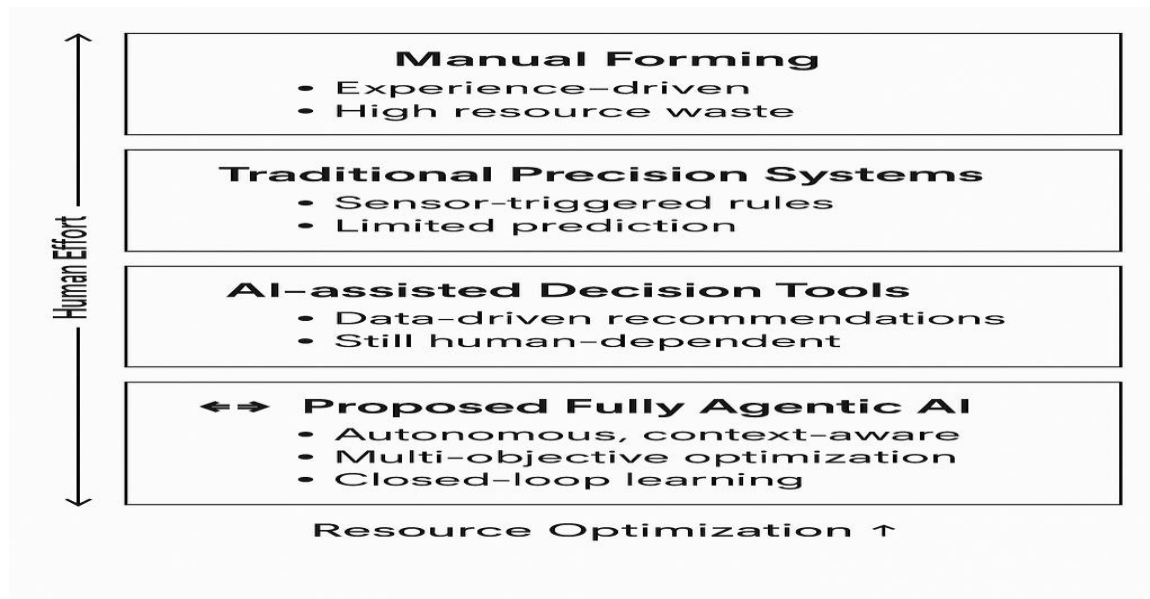 Manual Forming
• Experience-driven
• High resource waste
Traditional Precision Systems
• Sensor-triggered rules
• Limited prediction
Human Effort
AI-assisted Decision Tools
• Data-driven recommendations
• Still human-dependent
⇐⇒ Proposed Fully Agentic AI
• Autonomous, context-aware
• Multi-objective optimization
• Closed-loop learning
Resource Optimization ↑